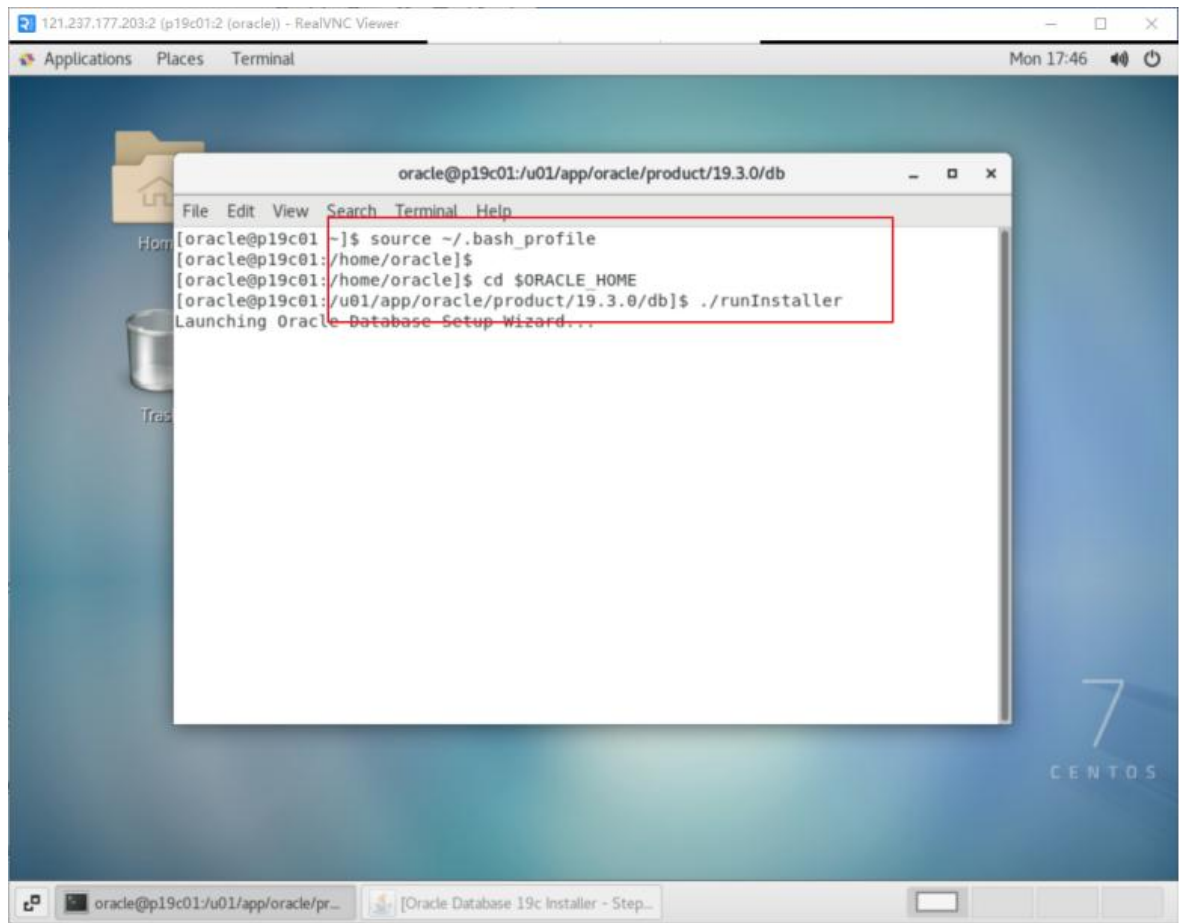 121.237.177.203:2 (p19c01:2 (oracle)) - RealVNC Viewer
Applications Places Terminal Mon 17:46
oracle@p19c01:/u01/app/oracle/product/19.3.0/db
File Edit View Search Terminal Help
[oracle@p19c01 ~]$ source ~/.bash_profile
[oracle@p19c01:/home/oracle]$
[oracle@p19c01:/home/oracle]$ cd $ORACLE_HOME
[oracle@p19c01:/u01/app/oracle/product/19.3.0/db]$ ./runInstaller
Launching Oracle Database Setup Wizard...
Hom
Tras
7
CENTOS
oracle@p19c01:/u01/app/oracle/pr...
[Oracle Database 19c Installer - Step...